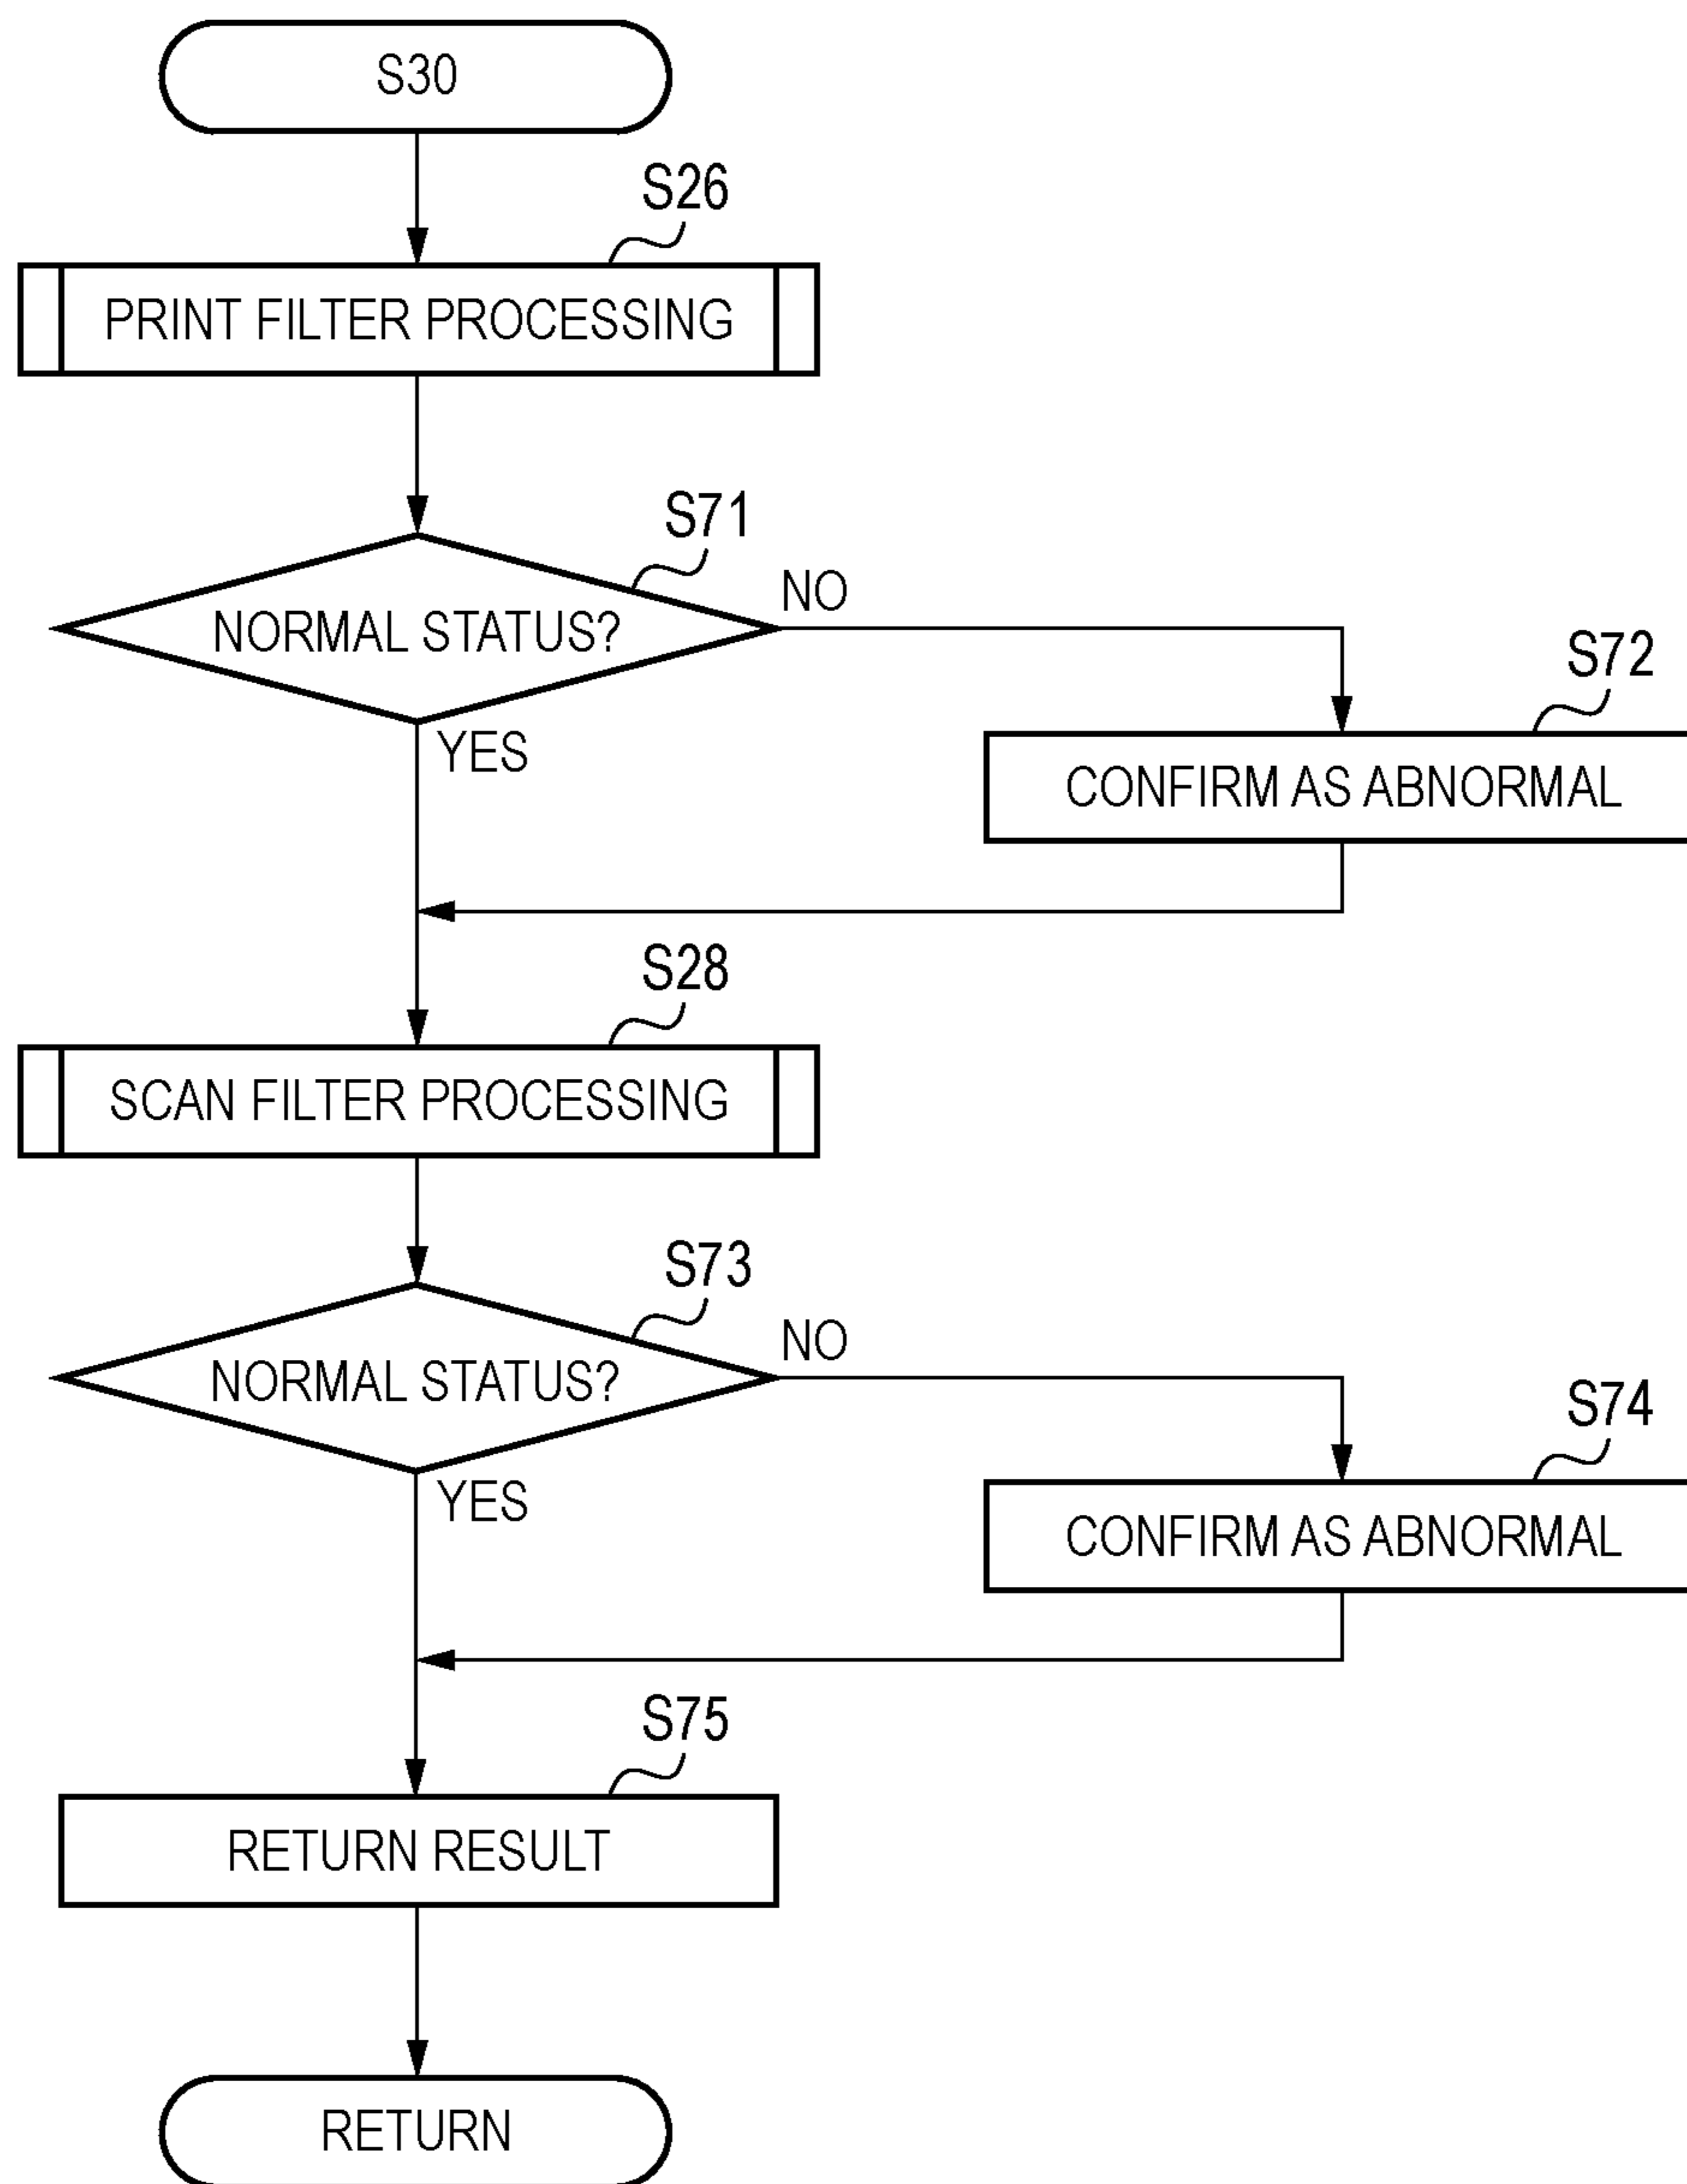 S30
S26
PRINT FILTER PROCESSING
S71
NORMAL STATUS?
NO
YES
S72
CONFIRM AS ABNORMAL
S28
SCAN FILTER PROCESSING
S73
NORMAL STATUS?
NO
YES
S74
CONFIRM AS ABNORMAL
S75
RETURN RESULT
RETURN